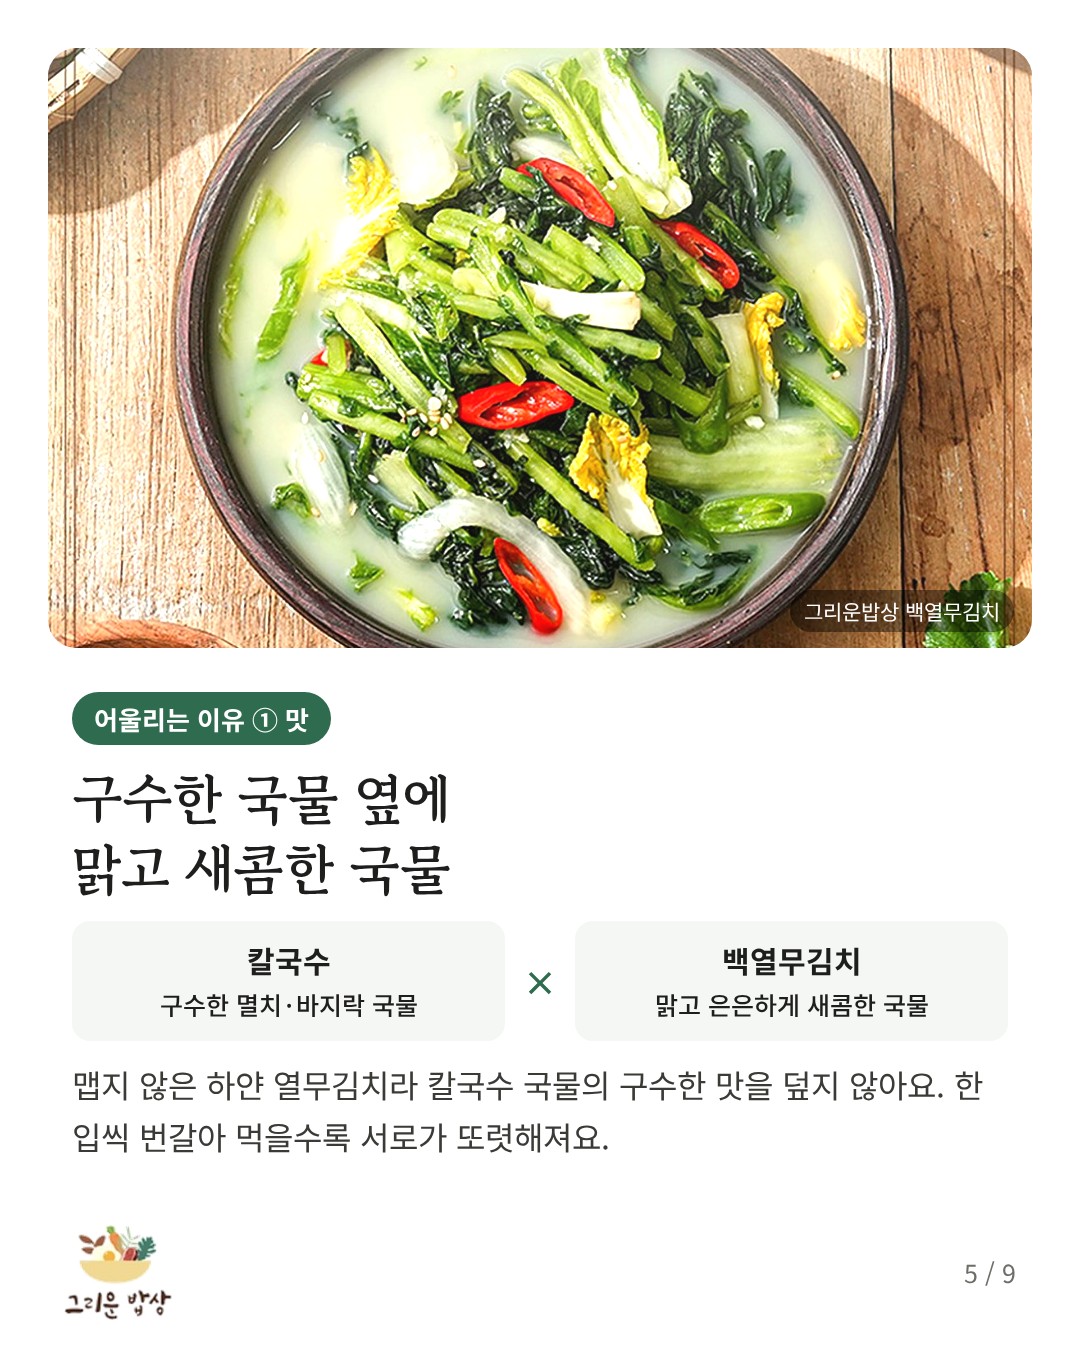 그리운밥상 백열무김치
어울리는 이유 ① 맛
구수한 국물 옆에
맑고 새콤한 국물
칼국수
구수한 멸치·바지락 국물
×
백열무김치
맑고 은은하게 새콤한 국물
맵지 않은 하얀 열무김치라 칼국수 국물의 구수한 맛을 덮지 않아요. 한
입씩 번갈아 먹을수록 서로가 또렷해져요.
그리운 밥상
5 / 9